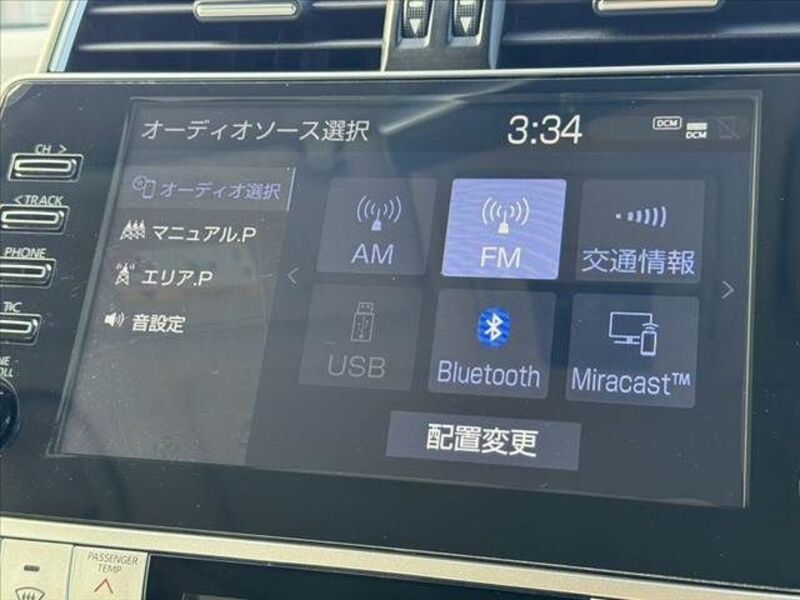 オーディオソース選択
3:34
DCM
DCM
CH >
<TRACK
PHONE
オーディオ選択
マニュアル.P
エリア.P
音設定
AM
FM
交通情報
USB
Bluetooth
Miracast™
配置変更
PASSENGER
TEMP